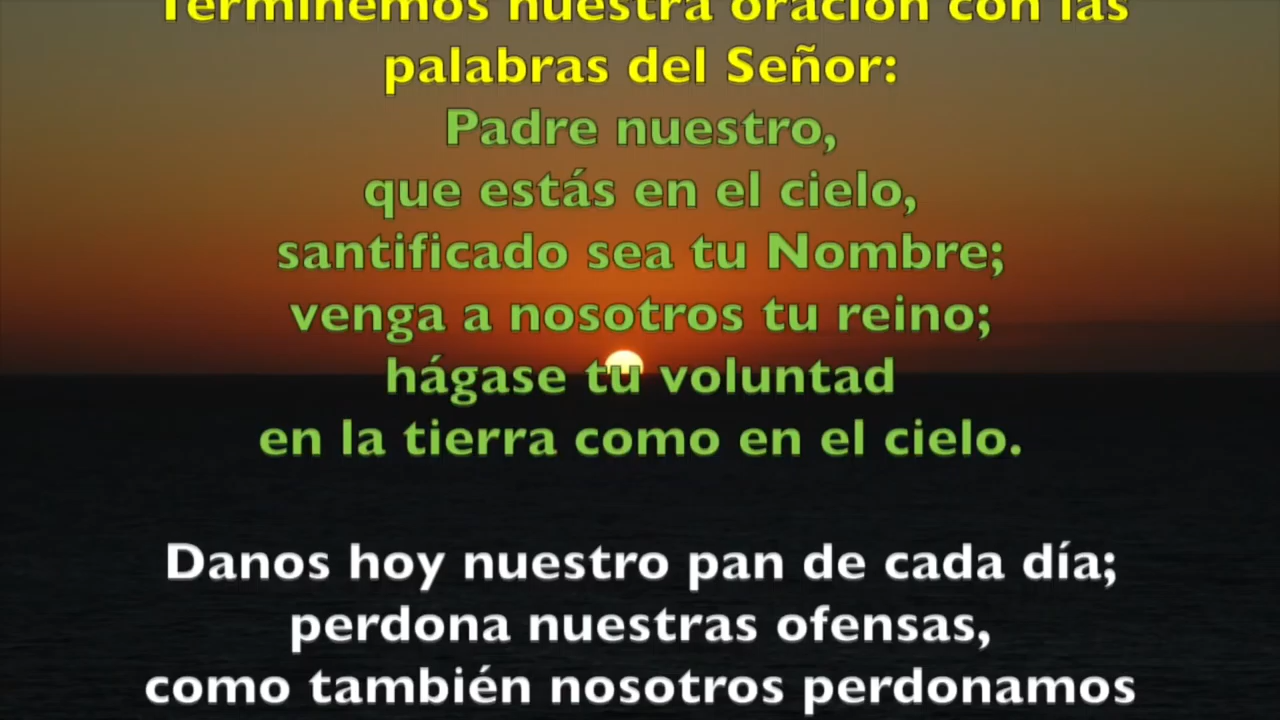 Terminemos nuestra oración con las
palabras del Señor:
Padre nuestro,
que estás en el cielo,
santificado sea tu Nombre;
venga a nosotros tu reino;
hágase tu voluntad
en la tierra como en el cielo.
Danos hoy nuestro pan de cada día;
perdona nuestras ofensas,
como también nosotros perdonamos